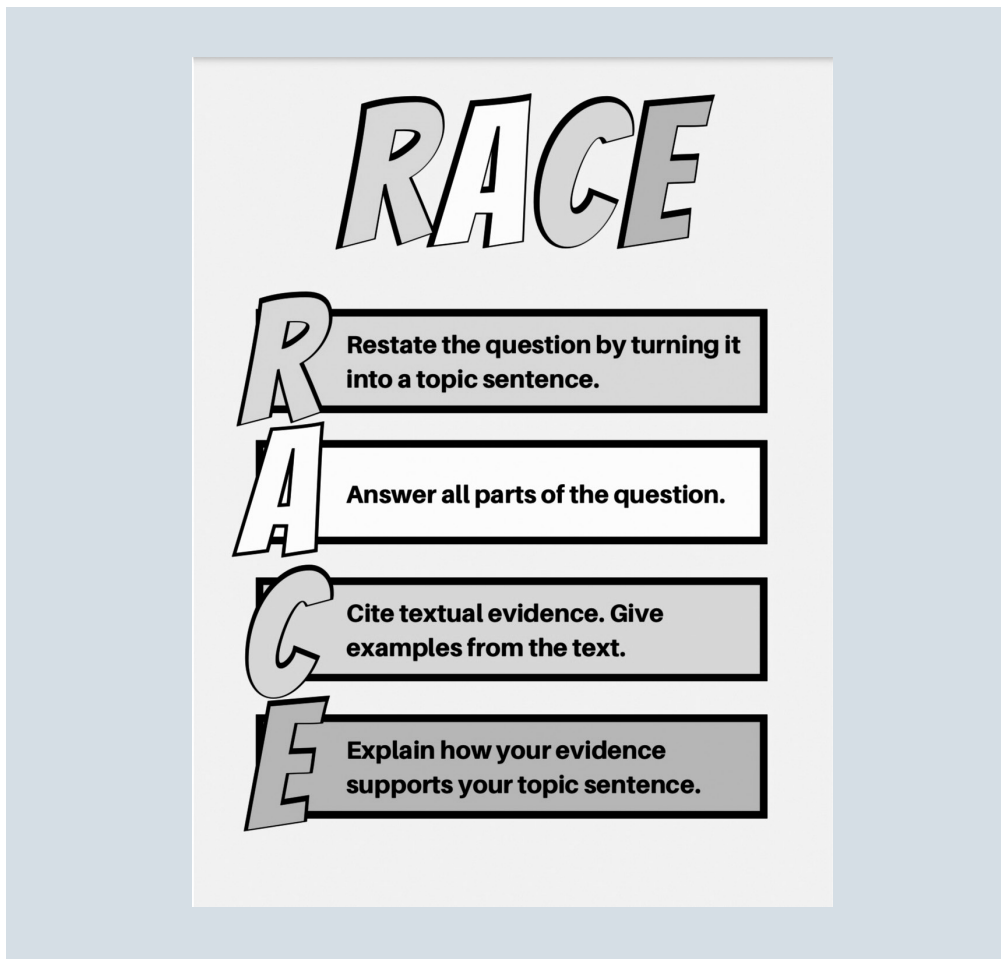 RACE
R
Restate the question by turning it
into a topic sentence.
A
Answer all parts of the question.
C
Cite textual evidence. Give
examples from the text.
E
Explain how your evidence
supports your topic sentence.